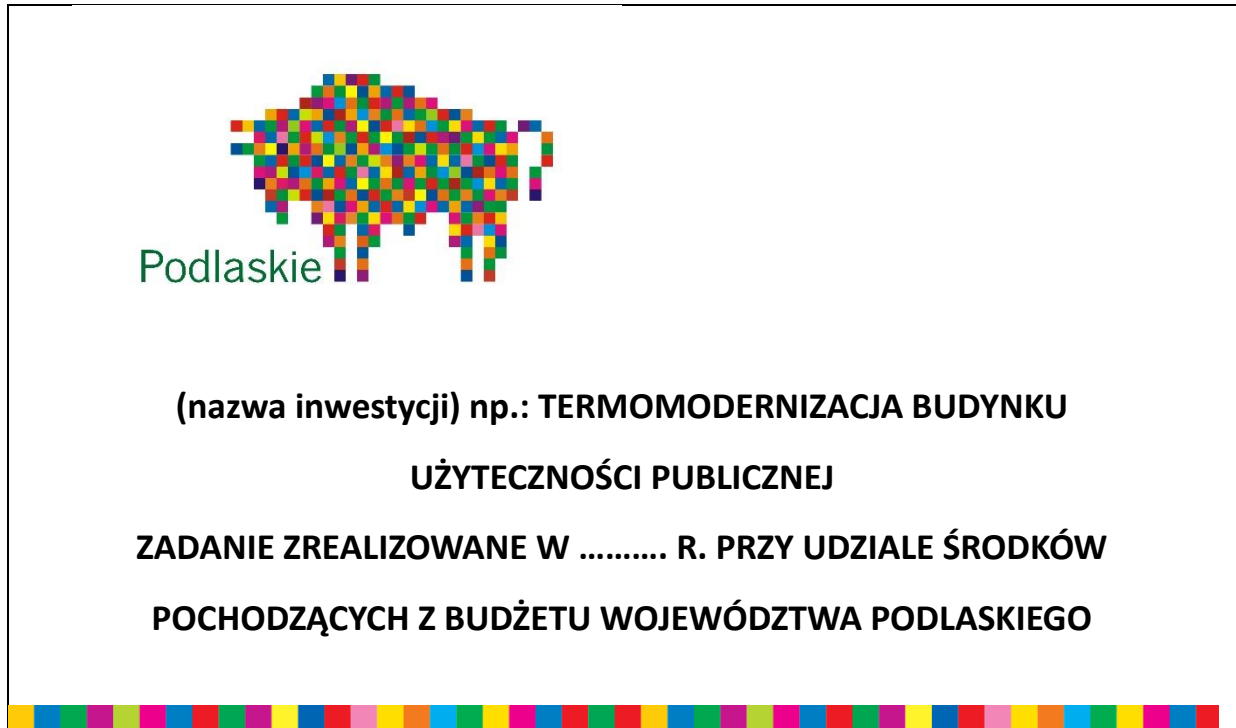 Podlaskie
(nazwa inwestycji) np.: TERMOMODERNIZACJA BUDYNKU
UŻYTECZNOŚCI PUBLICZNEJ
ZADANIE ZREALIZOWANE W ………. R. PRZY UDZIALE ŚRODKÓW
POCHODZĄCYCH Z BUDŻETU WOJEWÓDZTWA PODLASKIEGO